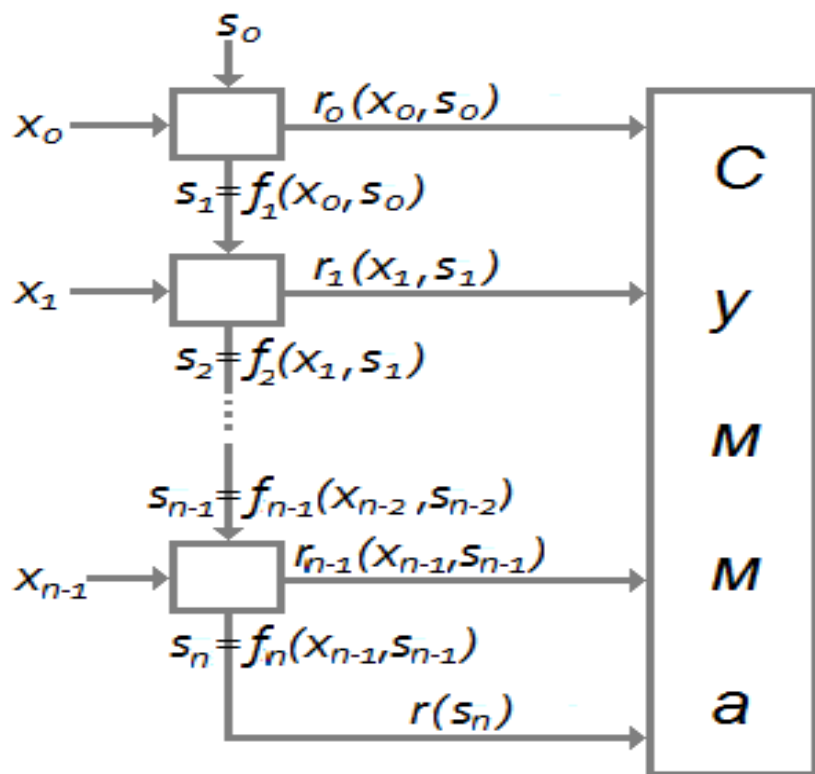 s₀
x₀
r₀(x₀,s₀)
s₁=f₁(x₀,s₀)
x₁
r₁(x₁,s₁)
s₂=f₂(x₁,s₁)
sₙ₋₁=fₙ₋₁(xₙ₋₂,sₙ₋₂)
xₙ₋₁
rₙ₋₁(xₙ₋₁,sₙ₋₁)
sₙ=fₙ(xₙ₋₁,sₙ₋₁)
r(sₙ)
С
у
м
м
а